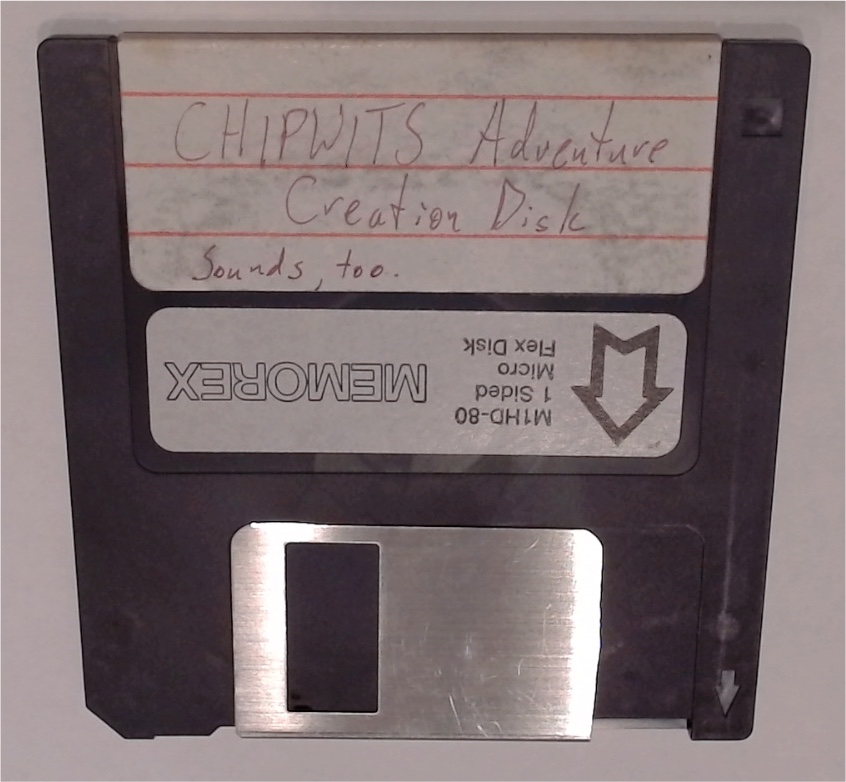 CHIPWITS Adventure
Creation Disk
Sounds, too.
MEMOREX
M1HD-80
1 Sided
Micro
Flex Disk